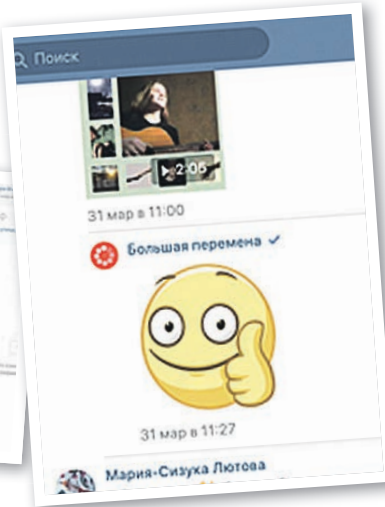 Поиск
2:05
31 мар в 11:00
Большая перемена
31 мар в 11:27
Мария-Сизуха Лютова